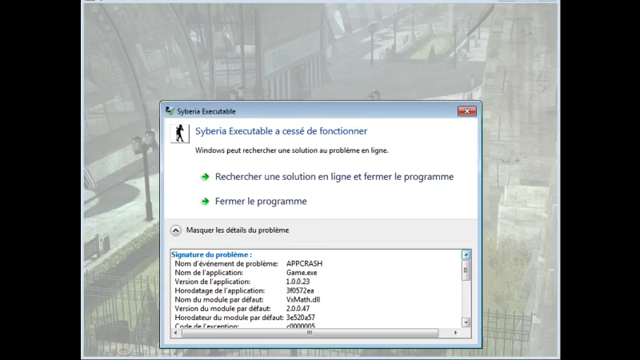 Syberia Executable
Syberia Executable a cessé de fonctionner
Windows peut rechercher une solution au problème en ligne.
Rechercher une solution en ligne et fermer le programme
Fermer le programme
Masquer les détails du problème
Signature du problème :
Nom d'événement de problème: APPCRASH
Nom de l'application: Game.exe
Version de l'application: 1.0.0.23
Horodatage de l'application: 3f0572ea
Nom du module par défaut: VxMath.dll
Version du module par défaut: 2.0.0.47
Horodateur du module par défaut: 3e520a57
Code de l'exception: c0000005